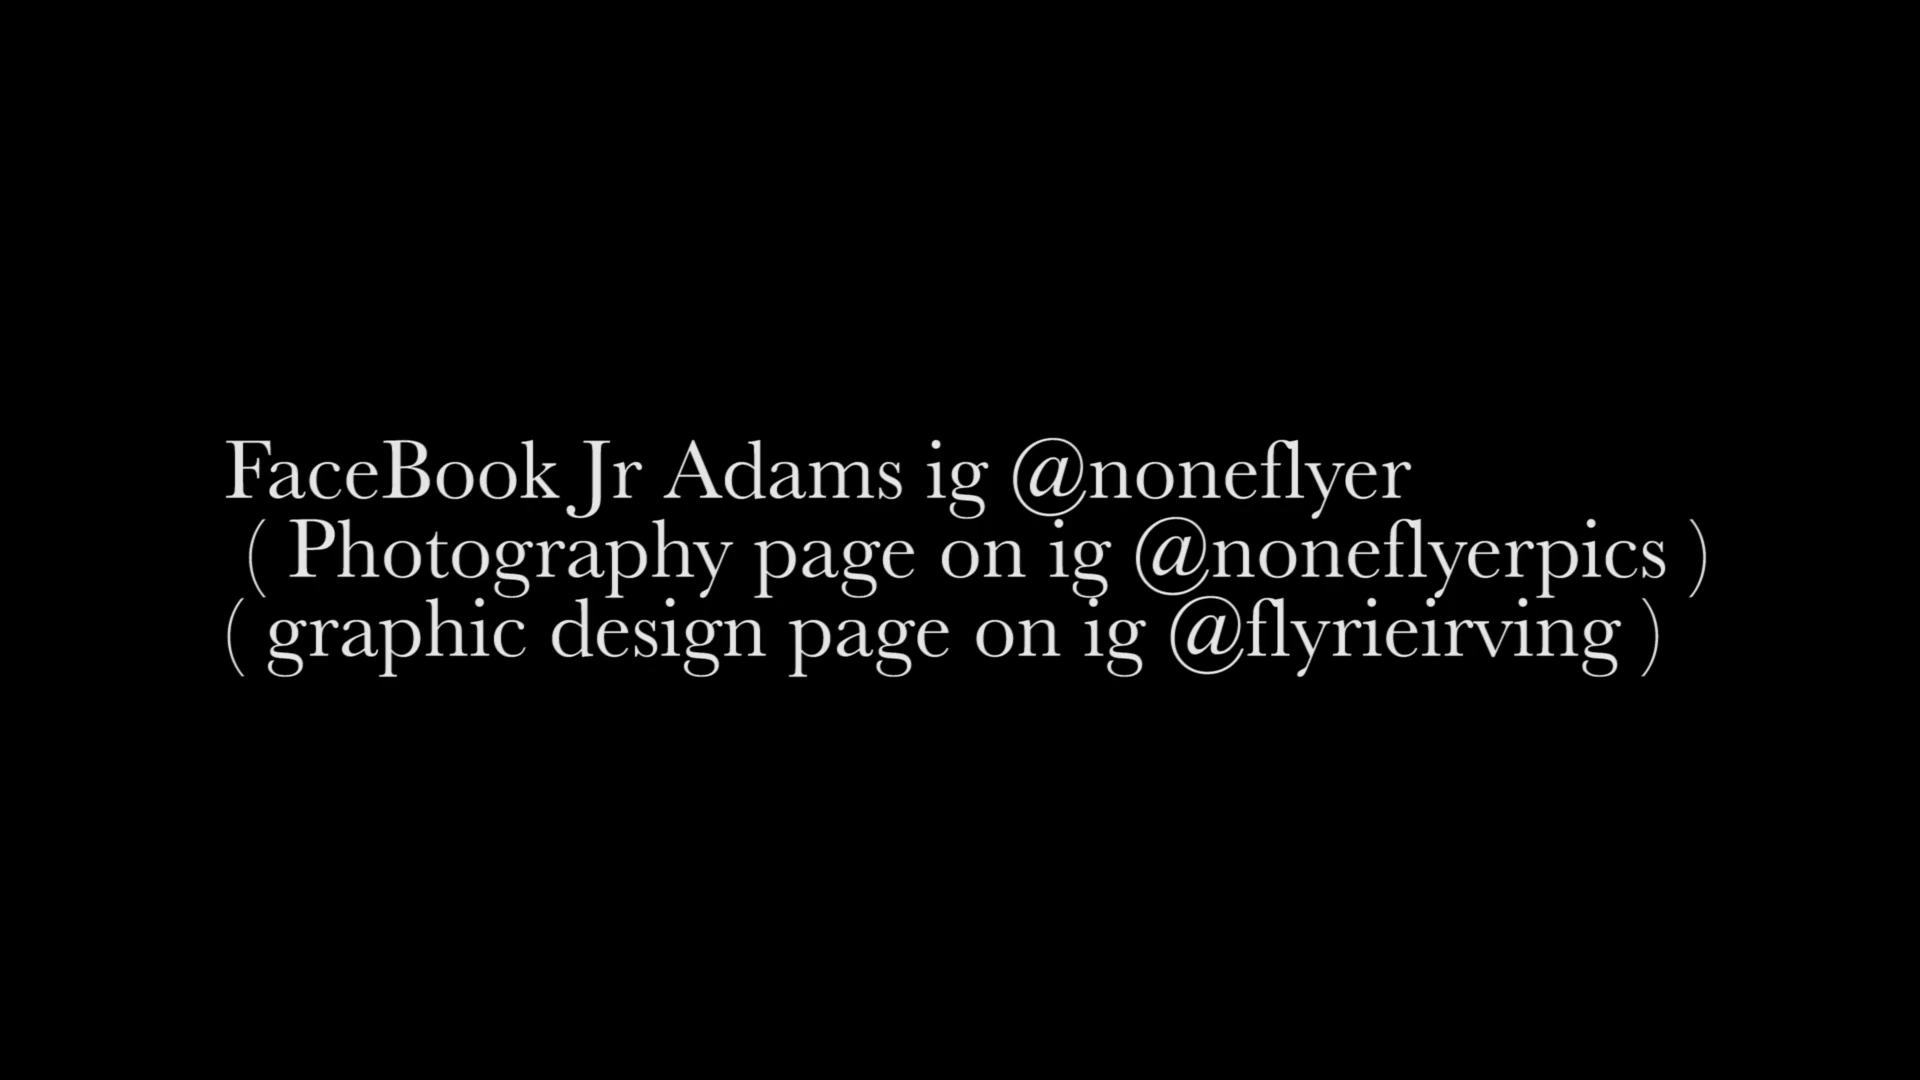 FaceBook Jr Adams ig @noneflyer
( Photography page on ig @noneflyerpics )
( graphic design page on ig @flyrieirving )